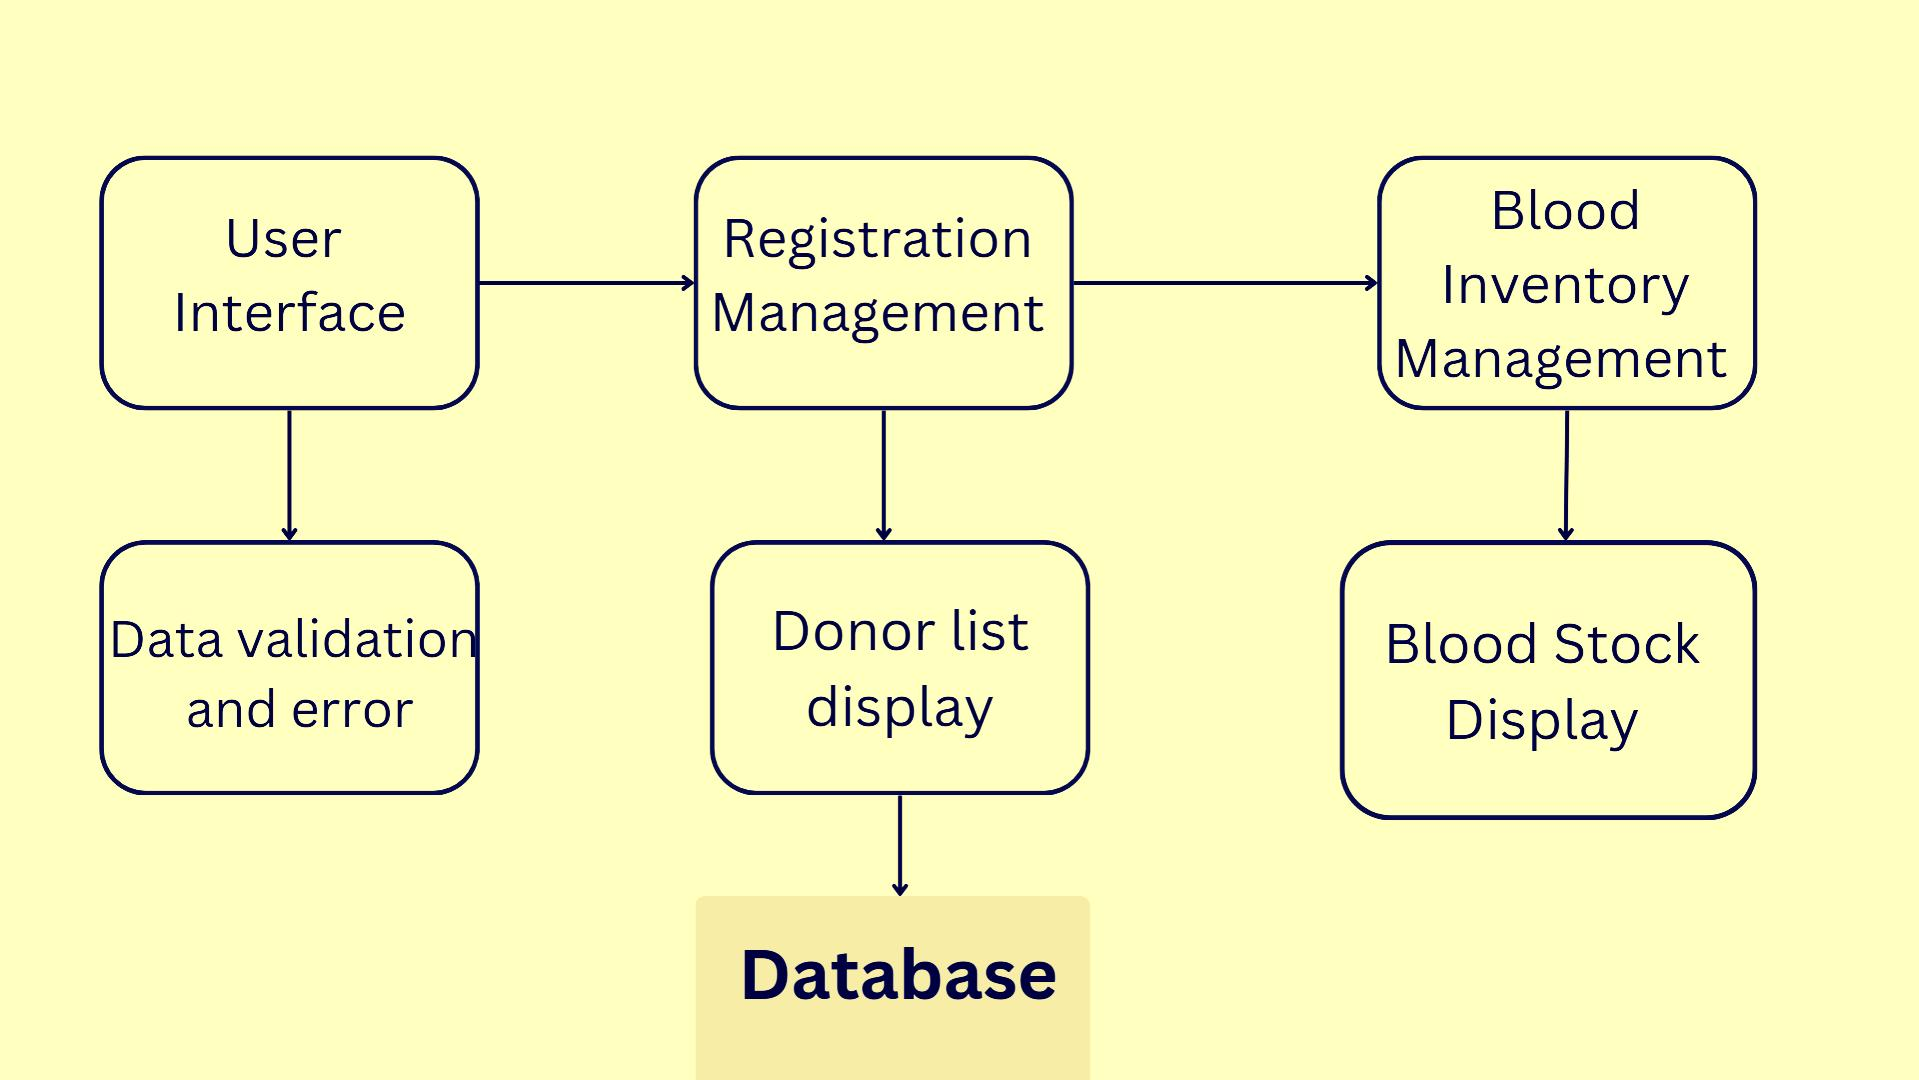 User
Interface
Registration
Management
Blood
Inventory
Management
Data validation
and error
Donor list
display
Blood Stock
Display
Database